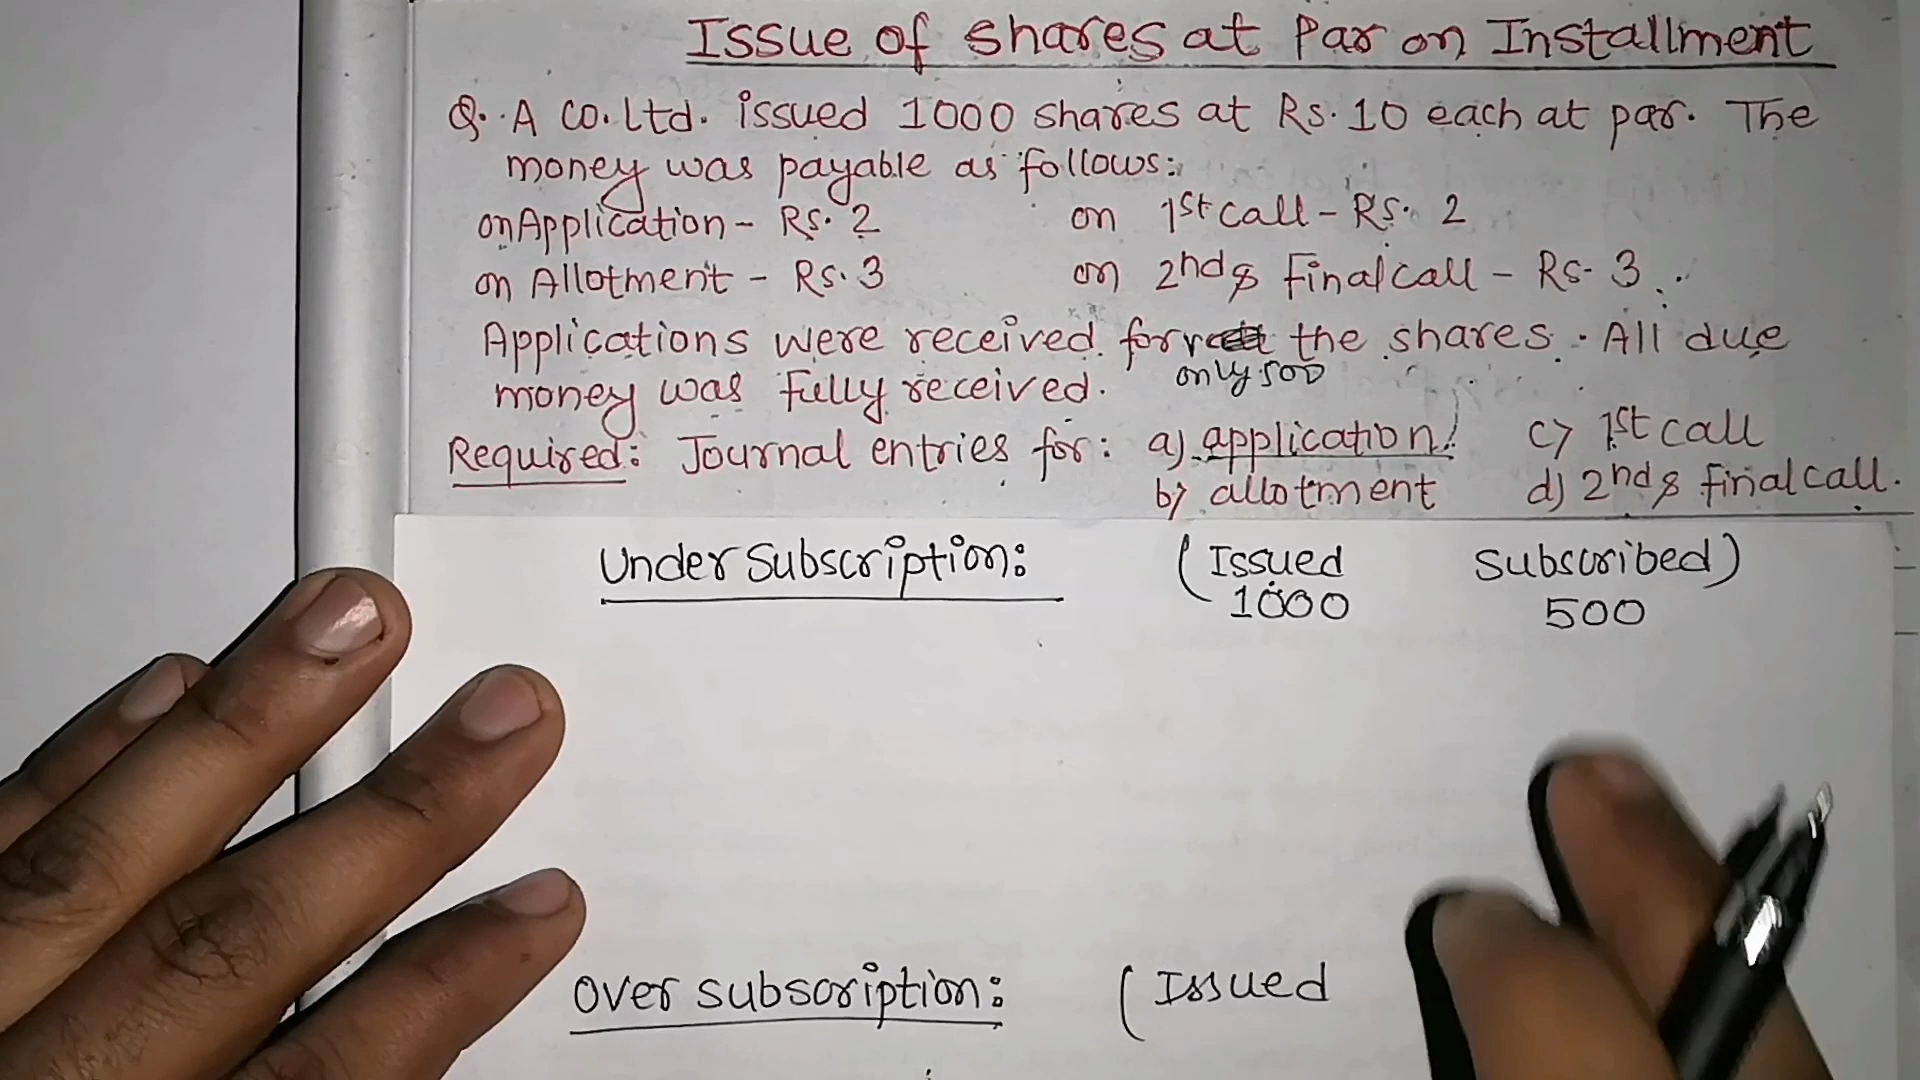 Issue of shares at Par on Installment
Q. A Co. Ltd. issued 1000 shares at Rs. 10 each at par. The
money was payable as follows:
on Application - Rs. 2 on 1st call - Rs. 2
on Allotment - Rs. 3 on 2nd & Final call - Rs. 3.
Applications were received for the shares. All due
only 500
money was fully received.
Required: Journal entries for: a) application c) 1st call
b) allotment d) 2nd & final call.
Under Subscription: (Issued Subscribed)
1000 500
Over subscription: (Issued